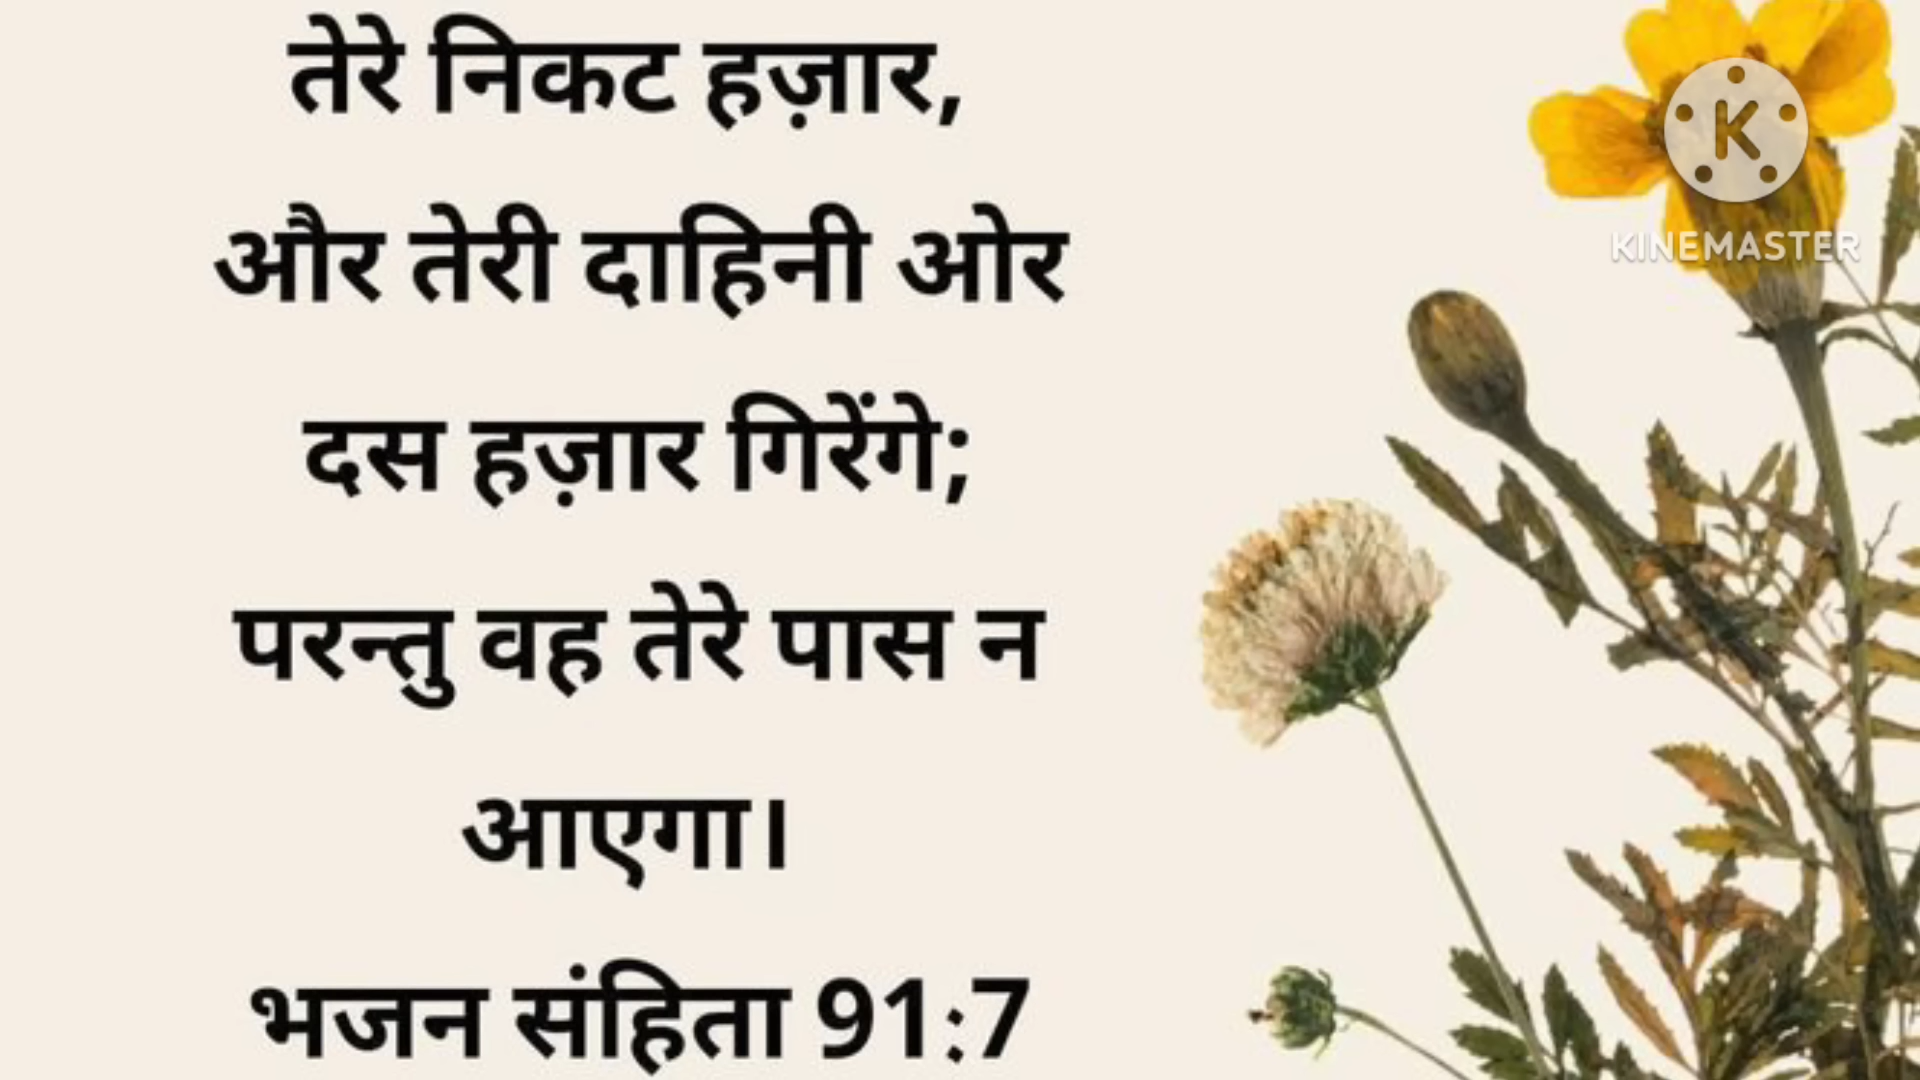 तेरे निकट हज़ार,
और तेरी दाहिनी ओर
दस हज़ार गिरेंगे;
परन्तु वह तेरे पास न
आएगा।
भजन संहिता 91:7
K
KINEMASTER